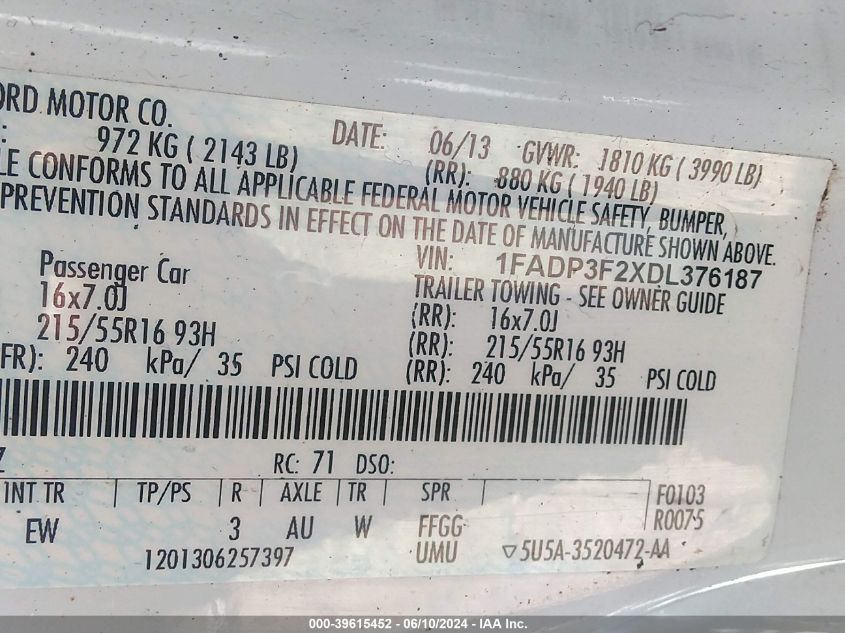 ORD MOTOR CO.
DATE: 06/13 GVWR: 1810 KG ( 3990 LB)
: 972 KG ( 2143 LB) (RR): 880 KG ( 1940 LB)
LE CONFORMS TO ALL APPLICABLE FEDERAL MOTOR VEHICLE SAFETY, BUMPER,
PREVENTION STANDARDS IN EFFECT ON THE DATE OF MANUFACTURE SHOWN ABOVE.
VIN: 1FADP3F2XDL376187
Passenger Car TRAILER TOWING - SEE OWNER GUIDE
16x7.0J (RR): 16x7.0J
215/55R16 93H (RR): 215/55R16 93H
FR): 240 kPa/ 35 PSI COLD (RR): 240 kPa/ 35 PSI COLD
RC: 71 DSO:
INT TR TP/PS R AXLE TR SPR F0103
R0075
EW 3 AU W FFGG
1201306257397 UMU ▽5U5A-3520472-AA
000-39615452 - 06/10/2024 - IAA Inc.